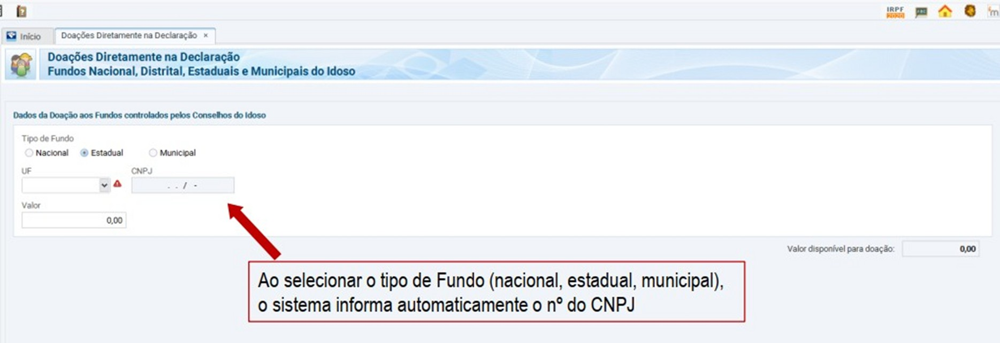 IRPF
2020
Início
Doações Diretamente na Declaração ×
Doações Diretamente na Declaração
Fundos Nacional, Distrital, Estaduais e Municipais do Idoso
Dados da Doação aos Fundos controlados pelos Conselhos do Idoso
Tipo de Fundo
Nacional Estadual Municipal
UF CNPJ
. . / -
Valor
0,00
Valor disponível para doação: 0,00
Ao selecionar o tipo de Fundo (nacional, estadual, municipal),
o sistema informa automaticamente o nº do CNPJ